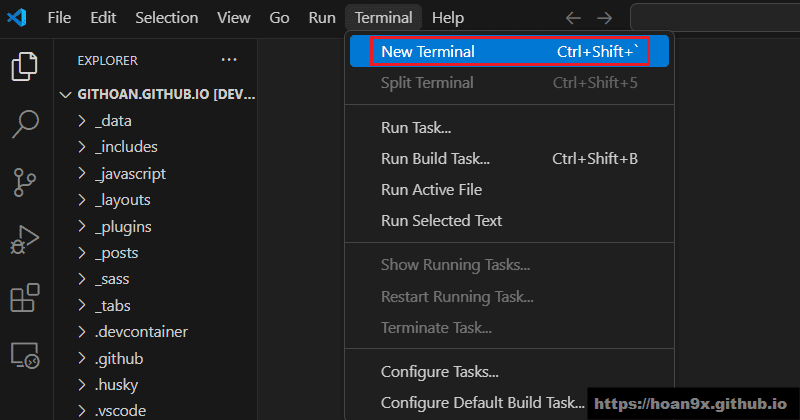 File Edit Selection View Go Run Terminal Help
EXPLORER ...
GITHOAN.GITHUB.IO [DEV...
_data
_includes
_javascript
_layouts
_plugins
_posts
_sass
_tabs
.devcontainer
.github
.husky
.vscode
New Terminal Ctrl+Shift+`
Split Terminal Ctrl+Shift+5
Run Task...
Run Build Task... Ctrl+Shift+B
Run Active File
Run Selected Text
Show Running Tasks...
Restart Running Task...
Terminate Task...
Configure Tasks...
Configure Default Build Task...
https://hoan9x.github.io